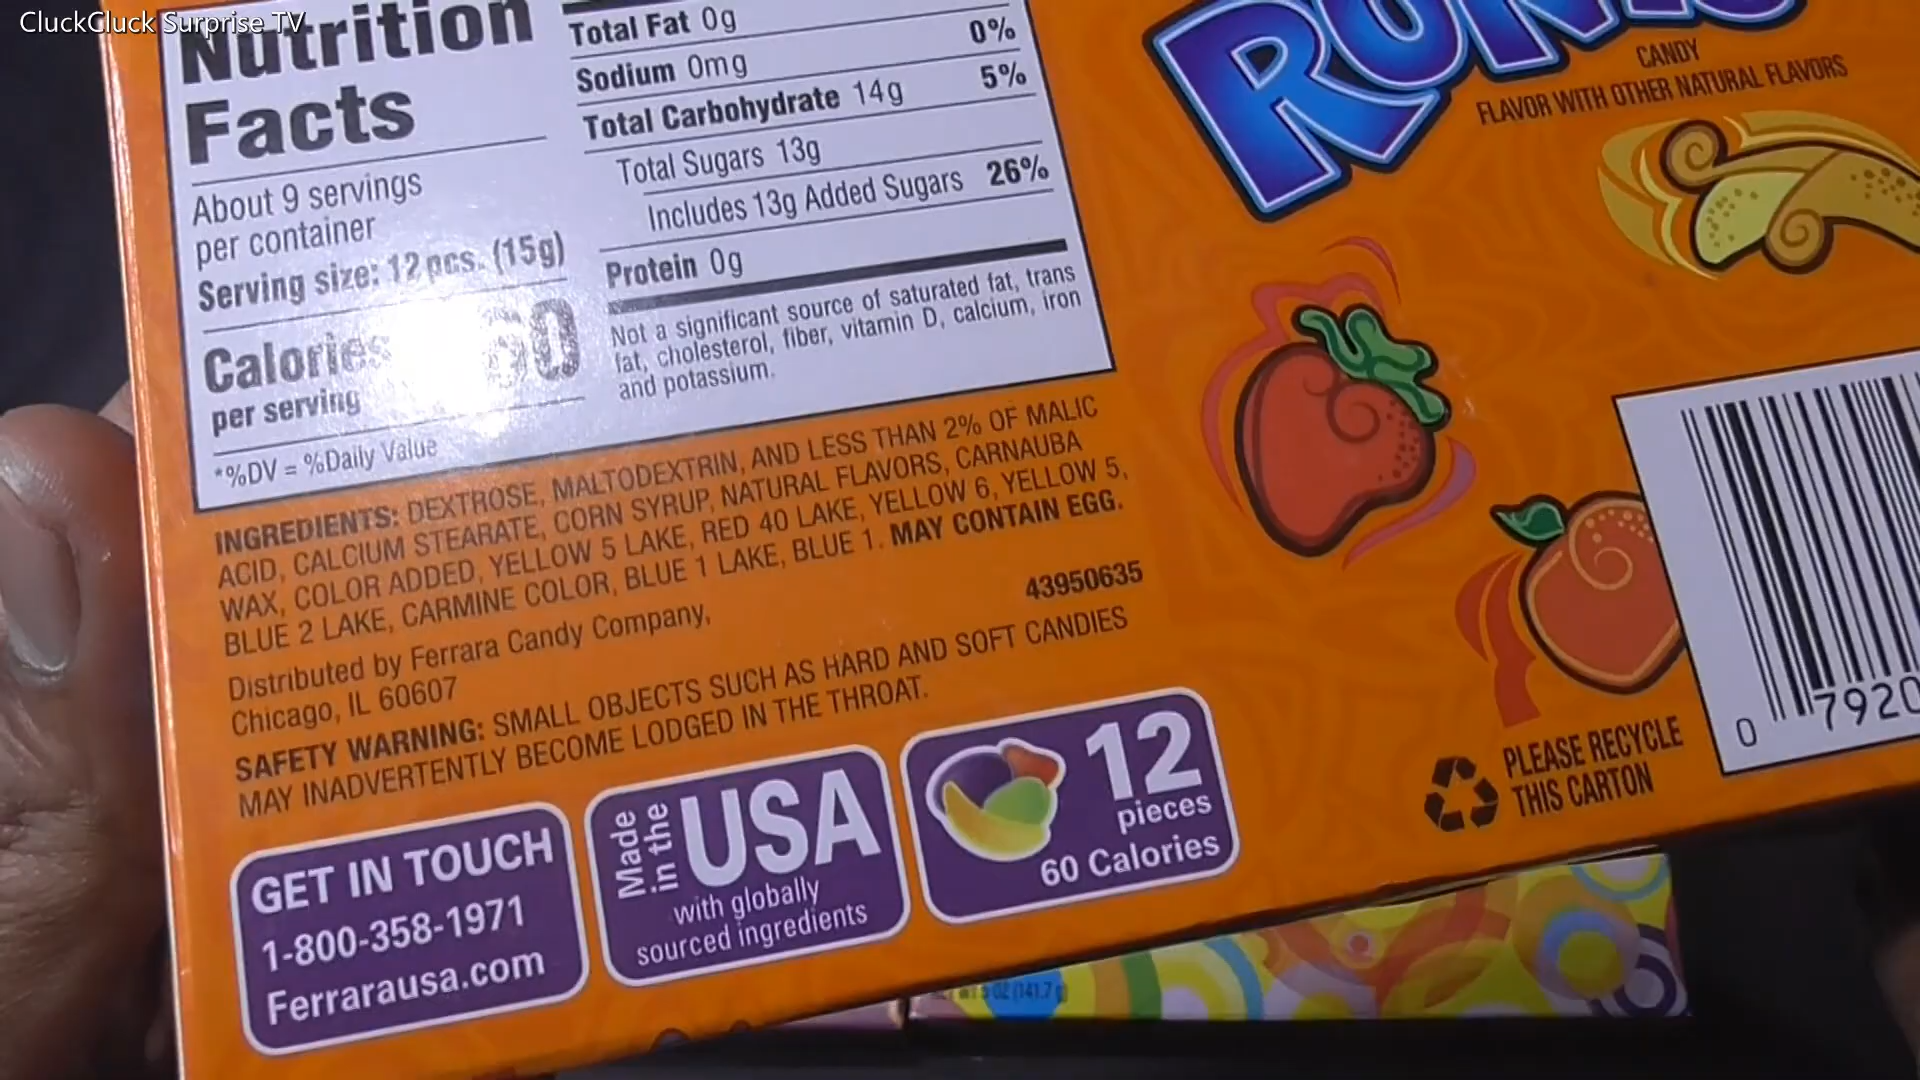 CluckCluck Surprise TV
Nutrition
Facts
About 9 servings
per container
Serving size: 12 pcs. (15g)
Calories 60
per serving
*%DV = %Daily Value
Total Fat 0g
Sodium 0mg 0%
Total Carbohydrate 14g 5%
Total Sugars 13g
Includes 13g Added Sugars 26%
Protein 0g
Not a significant source of saturated fat, trans
fat, cholesterol, fiber, vitamin D, calcium, iron
and potassium.
INGREDIENTS: DEXTROSE, MALTODEXTRIN, AND LESS THAN 2% OF MALIC
ACID, CALCIUM STEARATE, CORN SYRUP, NATURAL FLAVORS, CARNAUBA
WAX, COLOR ADDED, YELLOW 5 LAKE, RED 40 LAKE, YELLOW 6, YELLOW 5,
BLUE 2 LAKE, CARMINE COLOR, BLUE 1 LAKE, BLUE 1. MAY CONTAIN EGG.
Distributed by Ferrara Candy Company,
Chicago, IL 60607
43950635
SAFETY WARNING: SMALL OBJECTS SUCH AS HARD AND SOFT CANDIES
MAY INADVERTENTLY BECOME LODGED IN THE THROAT.
GET IN TOUCH
1-800-358-1971
Ferrarausa.com
Made
in the
USA
with globally
sourced ingredients
12
pieces
60 Calories
CANDY
FLAVOR WITH OTHER NATURAL FLAVORS
PLEASE RECYCLE
THIS CARTON
0 7920
5 OZ (141.7 g)